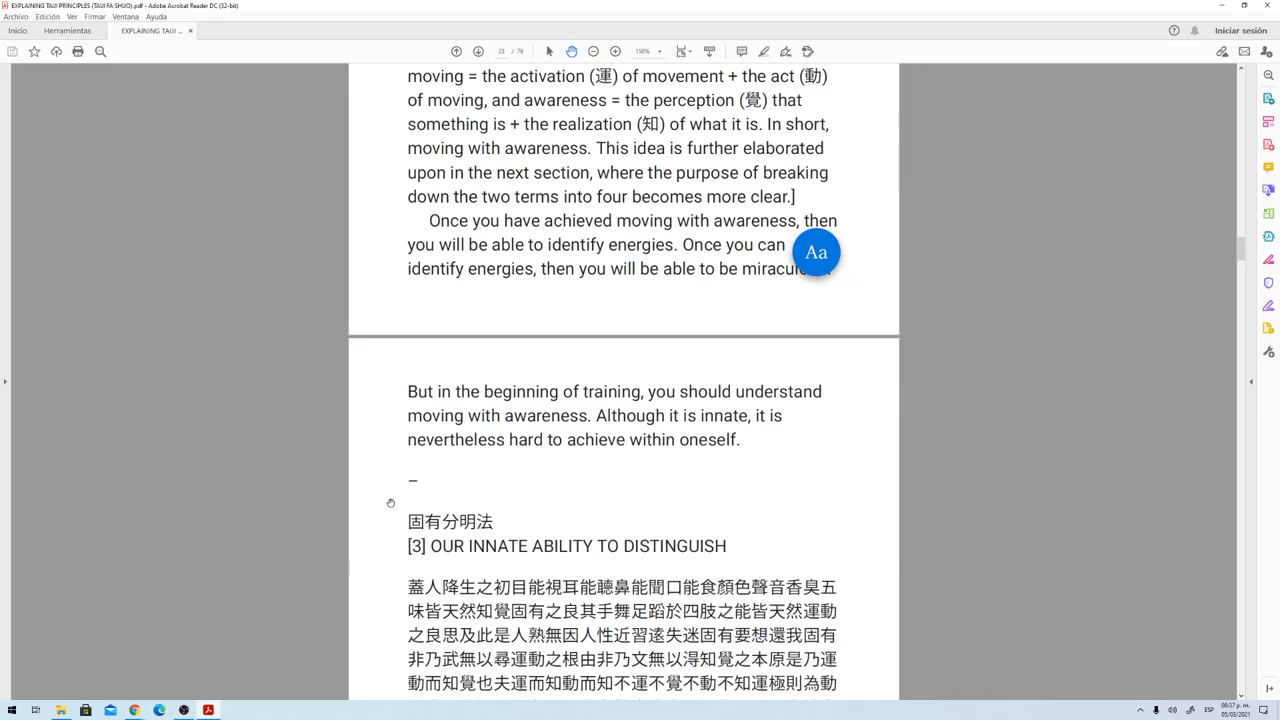 EXPLAINING TAIJI PRINCIPLES (TAIJI FA SHUO).pdf - Adobe Acrobat Reader DC (32-bit)
Archivo Edición Ver Firmar Ventana Ayuda
Inicio Herramientas EXPLAINING TAIJI ... × Iniciar sesión
23 / 79 150%
moving = the activation (運) of movement + the act (動)
of moving, and awareness = the perception (覺) that
something is + the realization (知) of what it is. In short,
moving with awareness. This idea is further elaborated
upon in the next section, where the purpose of breaking
down the two terms into four becomes more clear.]
Once you have achieved moving with awareness, then
you will be able to identify energies. Once you can
Aa
identify energies, then you will be able to be
But in the beginning of training, you should understand
moving with awareness. Although it is innate, it is
nevertheless hard to achieve within oneself.
–
固有分明法
[3] OUR INNATE ABILITY TO DISTINGUISH
蓋人降生之初目能視耳能聽鼻能聞口能食顏色聲音香臭五
味皆天然知覺固有之良其手舞足蹈於四肢之能皆天然運動
之良思及此是人熟無因人性近習逺失迷固有要想還我固有
非乃武無以尋運動之根由非乃文無以淂知覺之本原是乃運
動而知覺也夫運而知動而知不運不覺不動不知運極則為動
ESP
08:37 p. m.
05/03/2021